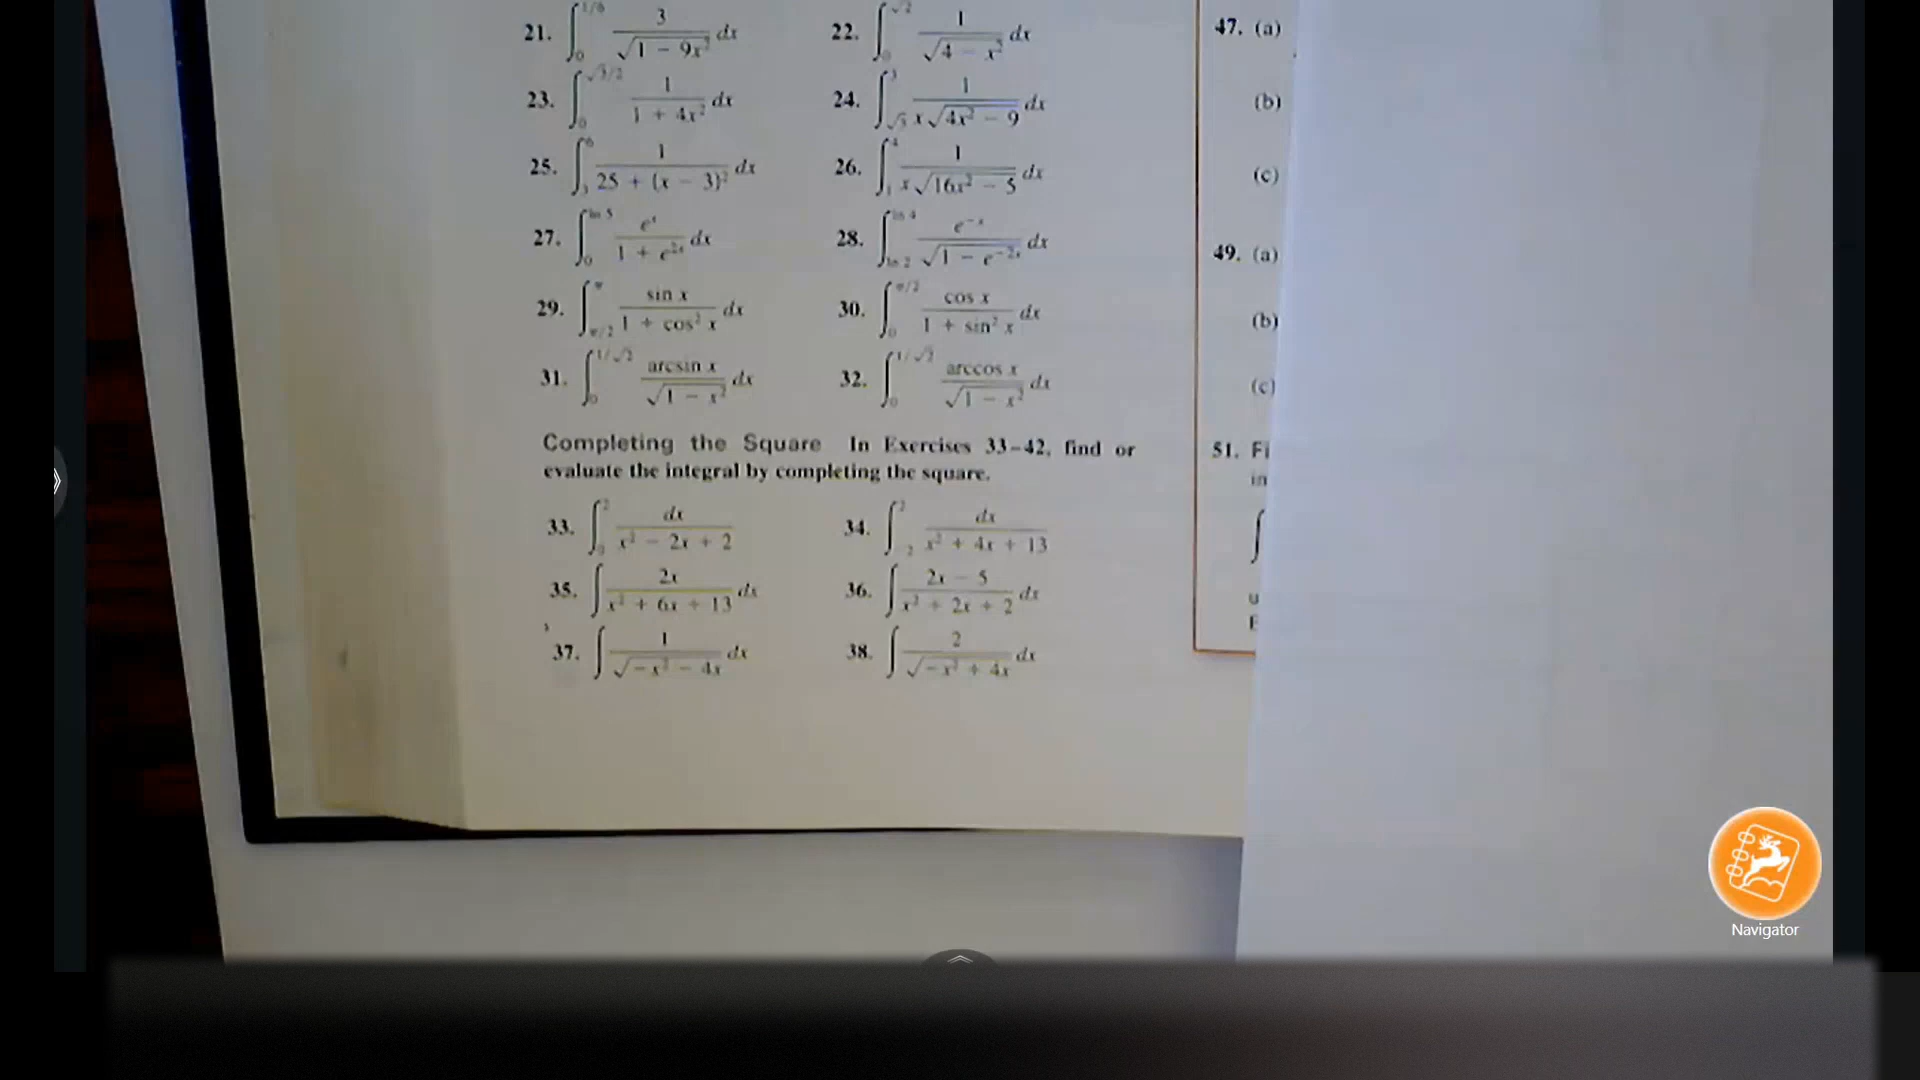 21. ∫₀^{1/6} 3/√(1 − 9x²) dx
22. ∫₀^{√2} 1/√(4 − x²) dx
47. (a)
23. ∫₀^{√3/2} 1/(1 + 4x²) dx
24. ∫_{√3}^{3} 1/(x√(4x² − 9)) dx
(b)
25. ∫₃^{6} 1/(25 + (x − 3)²) dx
26. ∫₁^{4} 1/(x√(16x² − 5)) dx
(c)
27. ∫₀^{ln 5} eˣ/(1 + e²ˣ) dx
28. ∫_{ln 2}^{ln 4} e⁻ˣ/√(1 − e⁻²ˣ) dx
49. (a)
29. ∫_{π/2}^{π} sin x/(1 + cos² x) dx
30. ∫₀^{π/2} cos x/(1 + sin² x) dx
(b)
31. ∫₀^{1/√2} arcsin x/√(1 − x²) dx
32. ∫₀^{1/√2} arccos x/√(1 − x²) dx
(c)
Completing the Square In Exercises 33–42, find or
evaluate the integral by completing the square.
51. Fi
in
33. ∫² dx/(x² − 2x + 2)
34. ∫² dx/(x² + 4x + 13)
∫
35. ∫ 2x/(x² + 6x + 13) dx
36. ∫ (2x − 5)/(x² + 2x + 2) dx
37. ∫ 1/√(−x² − 4x) dx
38. ∫ 2/√(−x² + 4x) dx
Navigator